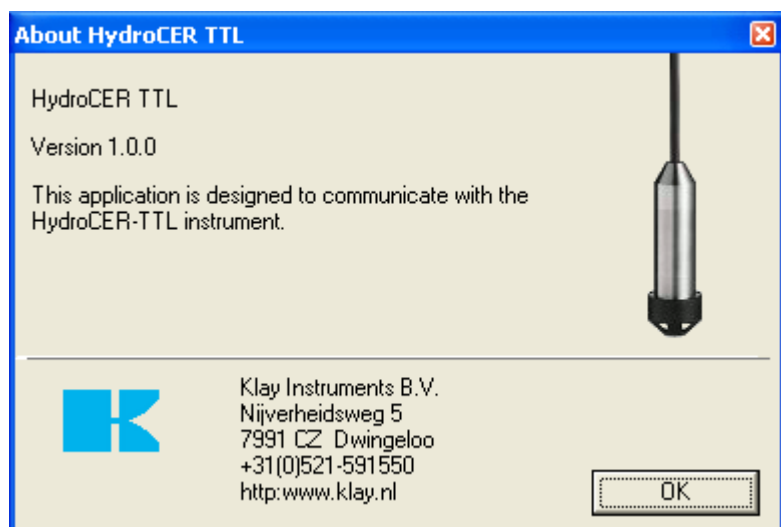 About HydroCER TTL
HydroCER TTL
Version 1.0.0
This application is designed to communicate with the
HydroCER-TTL instrument.
Klay Instruments B.V.
Nijverheidsweg 5
7991 CZ Dwingeloo
+31(0)521-591550
http:www.klay.nl
OK